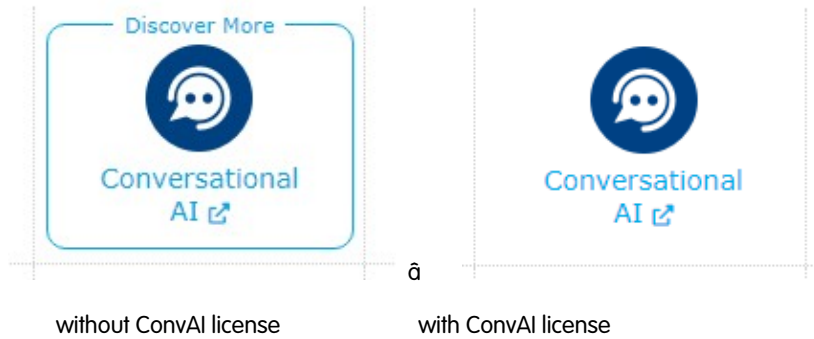 Discover More
Conversational
AI
Conversational
AI
â
without ConvAI license
with ConvAI license